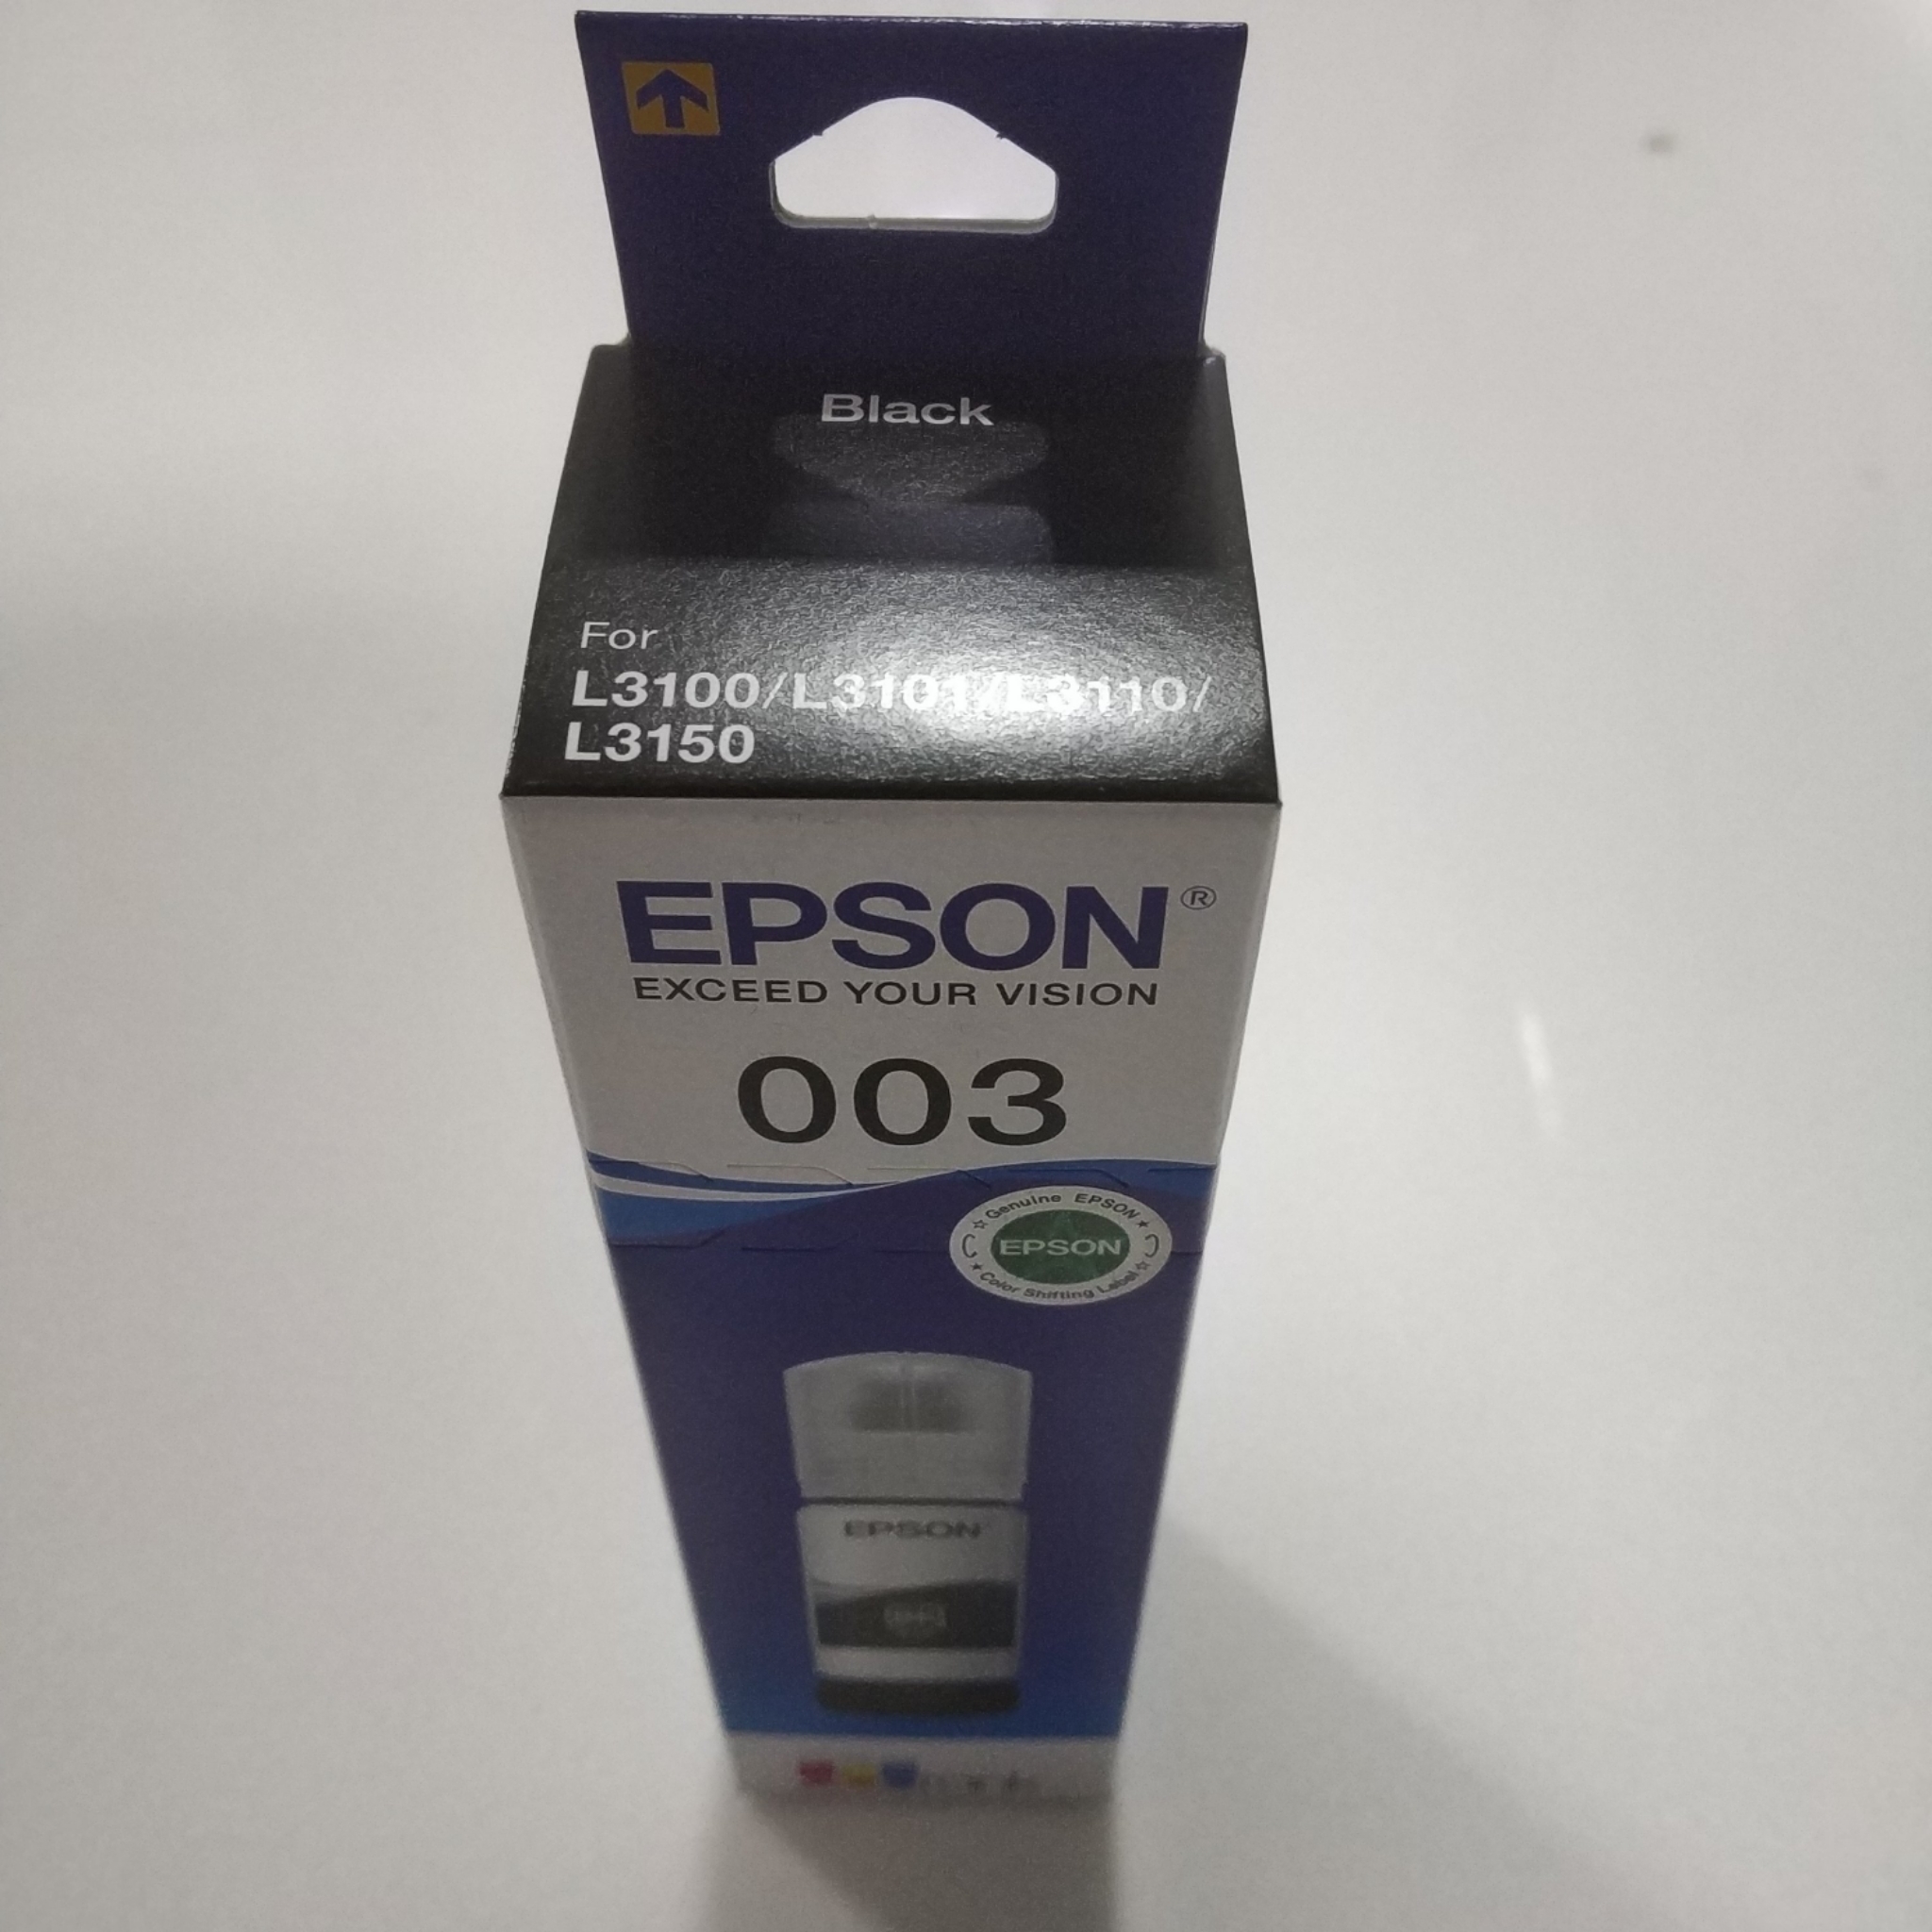 Black
For
L3100/L3101/L3110/
L3150
EPSON®
EXCEED YOUR VISION
003
Genuine EPSON
EPSON
Color Shifting Label
EPSON